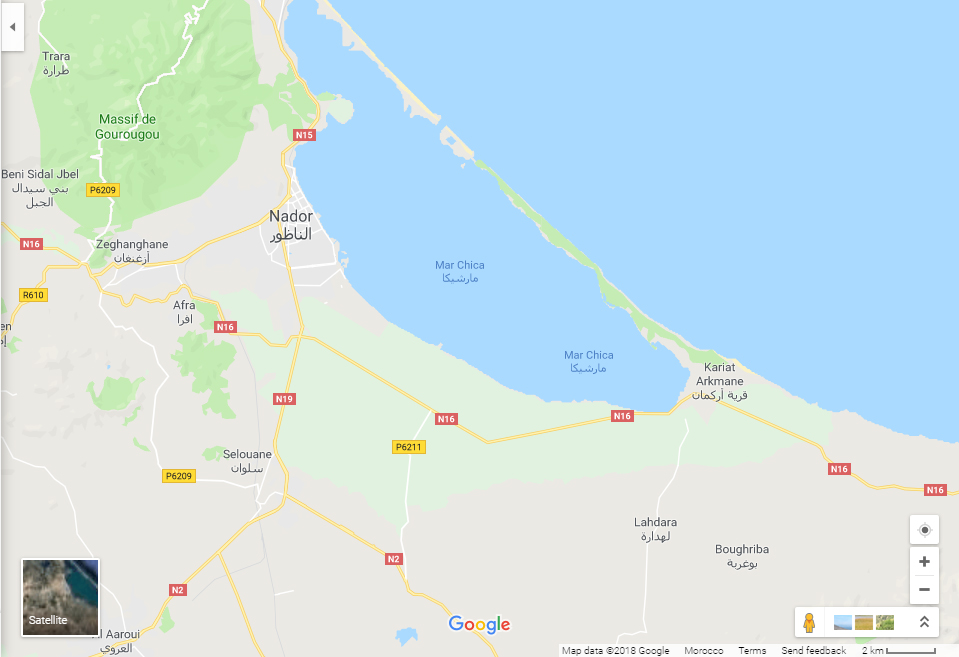 Trara
طرارة
Massif de
Gourougou
N15
Beni Sidal Jbel
بني سيدال
الجبل
P6209
Nador
الناظور
N16
Zeghanghane
أزغنغان
Mar Chica
مارشيكا
R610
Afra
افرا
N16
Mar Chica
مارشيكا
Kariat
Arkmane
قرية أركمان
N19
N16
N16
P6211
Selouane
سلوان
N16
P6209
N16
Lahdara
لهدارة
Boughriba
بوغربة
N2
N2
Satellite
Al Aaroui
العروي
Google
Map data ©2018 Google Morocco Terms Send feedback 2 km